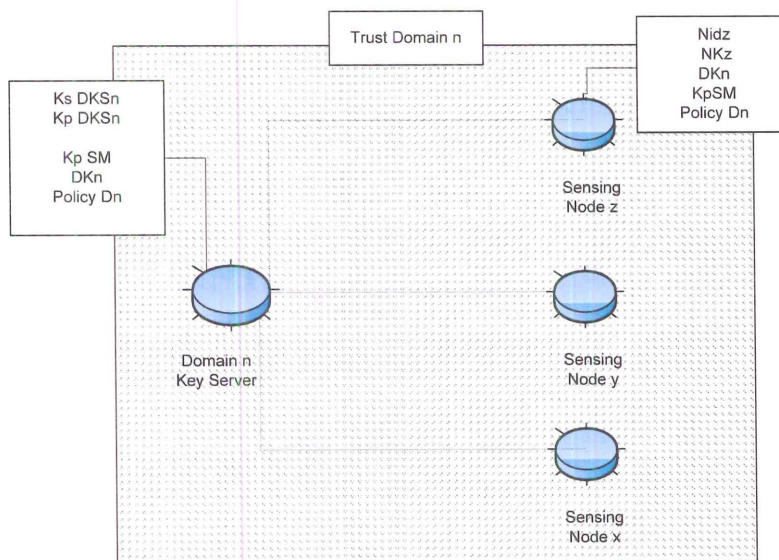 Trust Domain n
Nidz
NKz
DKn
KpSM
Policy Dn
Ks DKSn
Kp DKSn
Kp SM
DKn
Policy Dn
Sensing
Node z
Domain n
Key Server
Sensing
Node y
Sensing
Node x